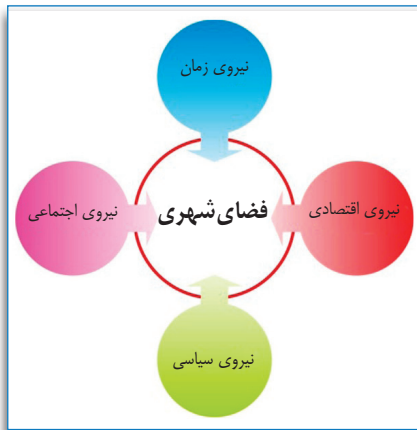 نیروی زمان
نیروی اقتصادی
فضای شهری
نیروی اجتماعی
نیروی سیاسی